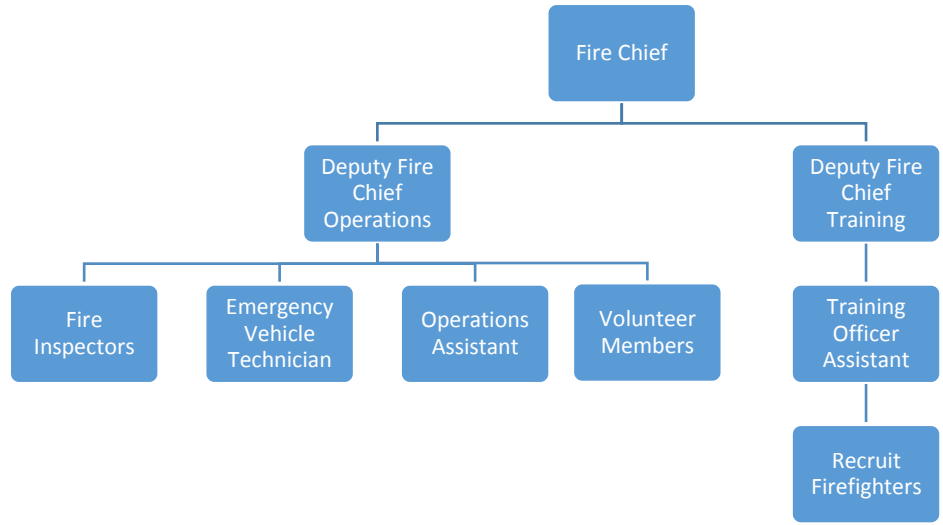 Fire Chief
Deputy Fire
Chief
Operations
Deputy Fire
Chief
Training
Fire
Inspectors
Emergency
Vehicle
Technician
Operations
Assistant
Volunteer
Members
Training
Officer
Assistant
Recruit
Firefighters